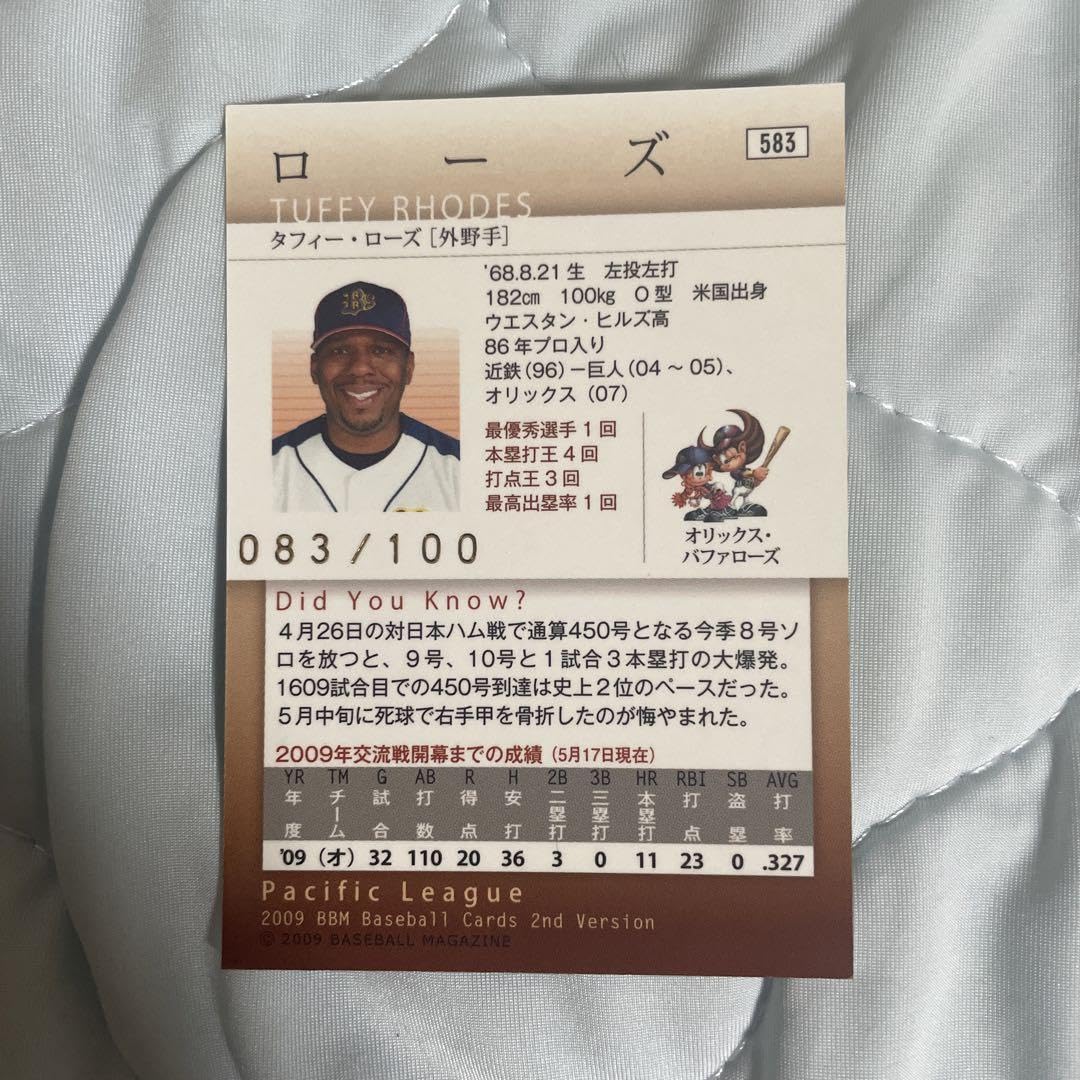 583
ローズ
TUFFY RHODES
タフィー・ローズ [外野手]
'68.8.21生 左投左打
182cm 100kg O型 米国出身
ウエスタン・ヒルズ高
86年プロ入り
近鉄(96)－巨人(04～05)、
オリックス (07)
最優秀選手1回
本塁打王4回
打点王3回
最高出塁率1回
オリックス・
バファローズ
083/100
Did You Know?
4月26日の対日本ハム戦で通算450号となる今季8号ソ
ロを放つと、9号、10号と1試合3本塁打の大爆発。
1609試合目での450号到達は史上2位のペースだった。
5月中旬に死球で右手甲を骨折したのが悔やまれた。
2009年交流戦開幕までの成績 (5月17日現在)
YR TM G AB R H 2B 3B HR RBI SB AVG
年度 チーム 試合 打数 得点 安打 二塁打 三塁打 本塁打 打点 盗塁 打率
'09 (オ) 32 110 20 36 3 0 11 23 0 .327
Pacific League
2009 BBM Baseball Cards 2nd Version
© 2009 BASEBALL MAGAZINE